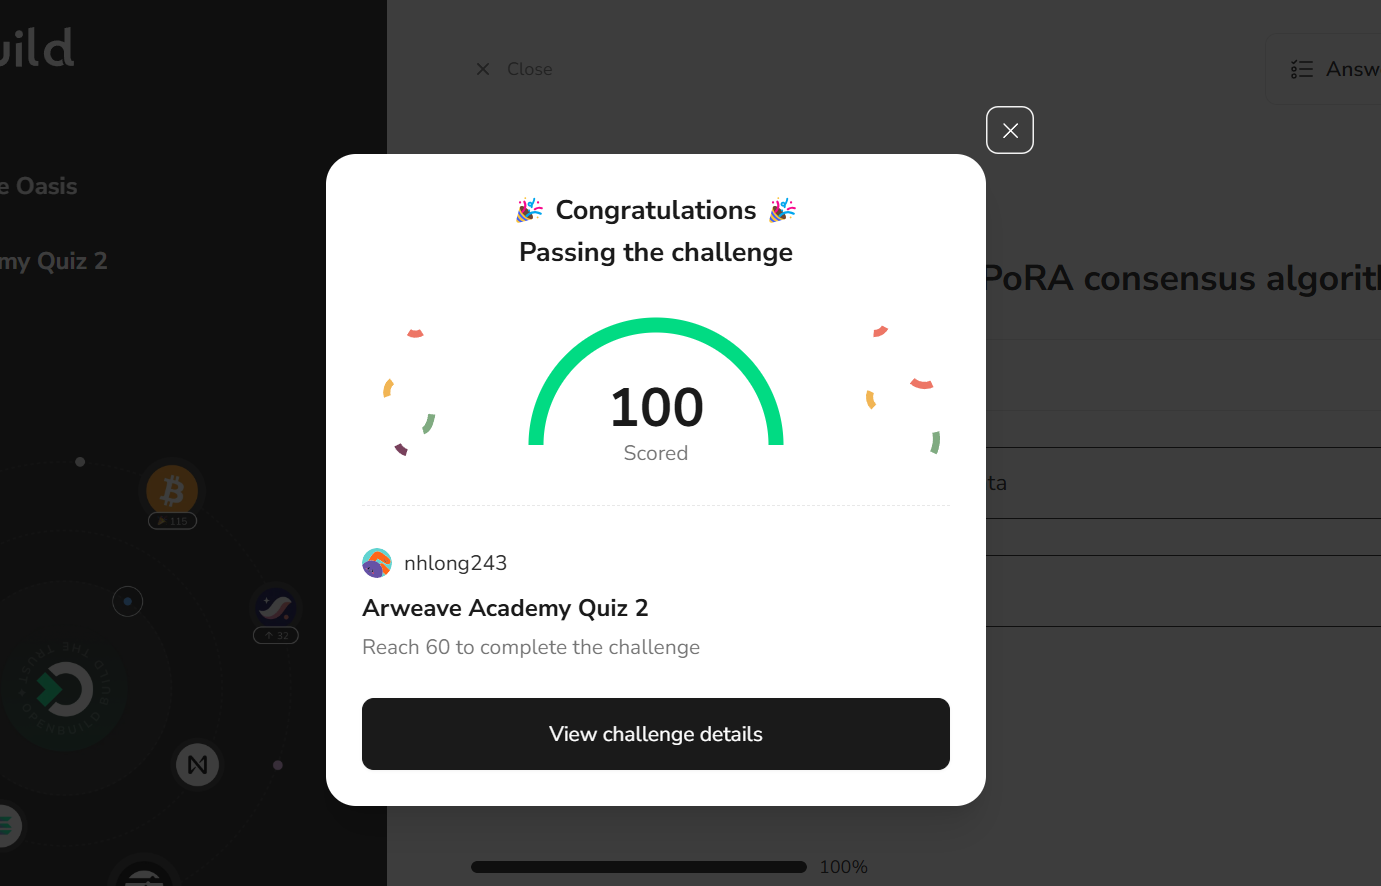 uild
Close
Answ
e Oasis
my Quiz 2
Congratulations
Passing the challenge
PoRA consensus algorith
100
Scored
ta
115
nhlong243
Arweave Academy Quiz 2
32
Reach 60 to complete the challenge
View challenge details
100%